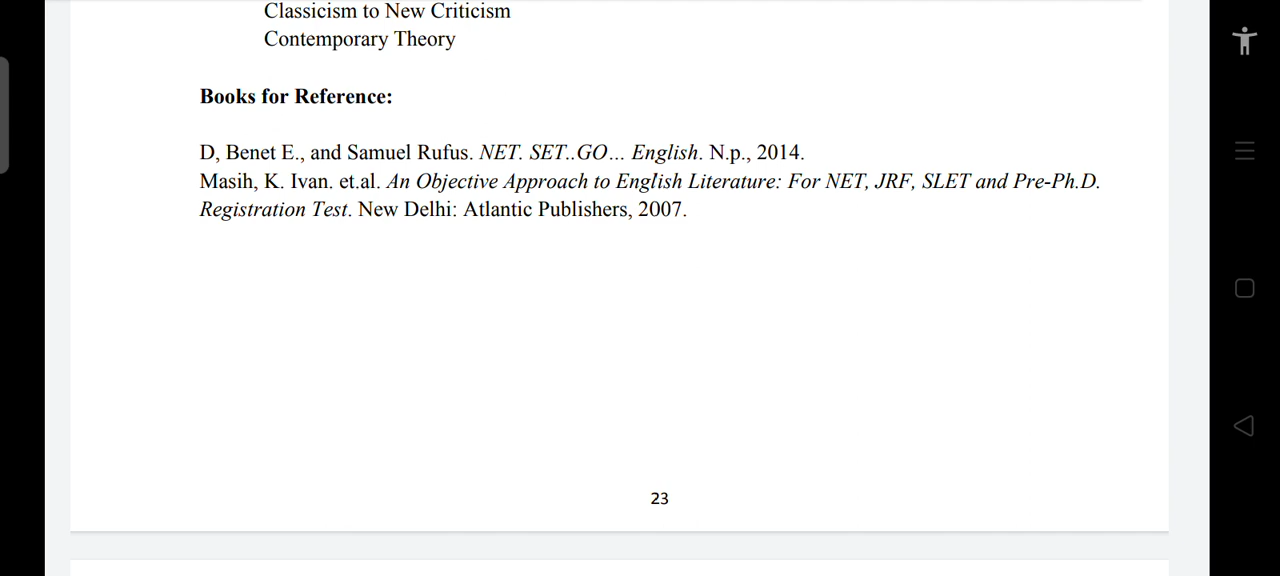 Classicism to New Criticism
Contemporary Theory
Books for Reference:
D, Benet E., and Samuel Rufus. NET. SET..GO... English. N.p., 2014.
Masih, K. Ivan. et.al. An Objective Approach to English Literature: For NET, JRF, SLET and Pre-Ph.D.
Registration Test. New Delhi: Atlantic Publishers, 2007.
23